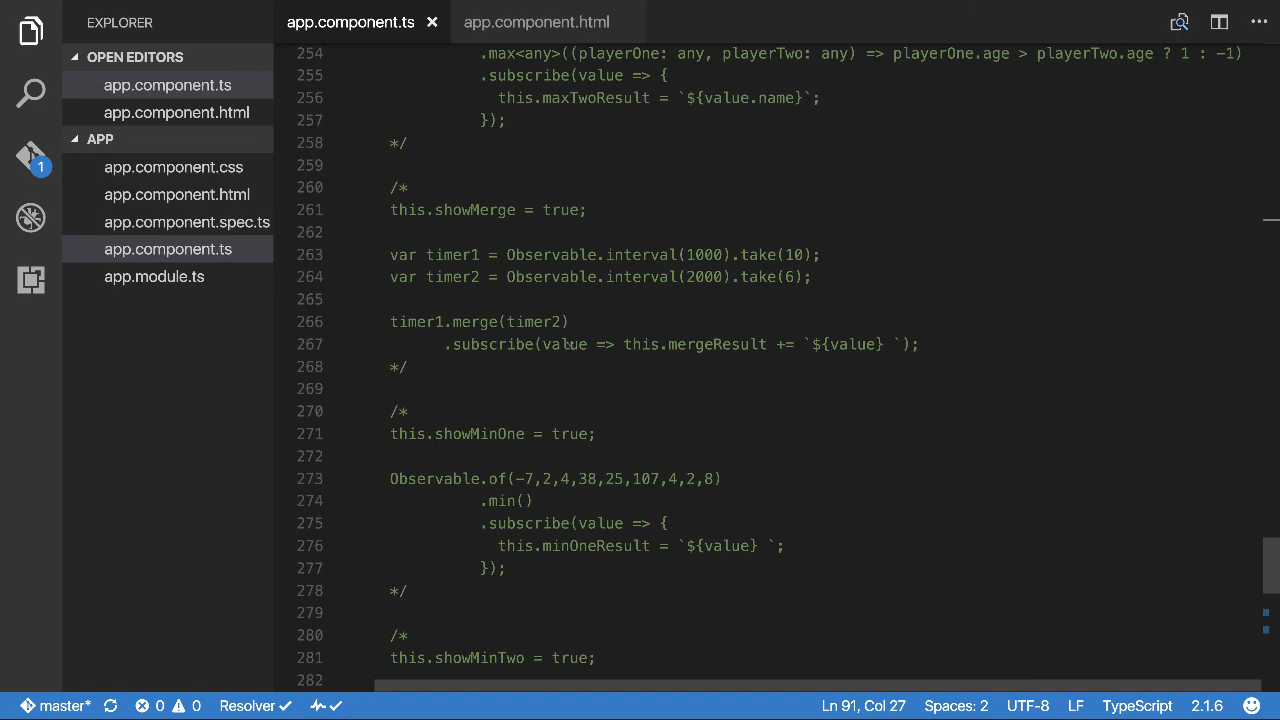 EXPLORER
app.component.ts
app.component.html
OPEN EDITORS
app.component.ts
app.component.html
APP
app.component.css
app.component.html
app.component.spec.ts
app.component.ts
app.module.ts
1
254 .max<any>((playerOne: any, playerTwo: any) => playerOne.age > playerTwo.age ? 1 : -1)
255 .subscribe(value => {
256 this.maxTwoResult = `${value.name}`;
257 });
258 */
259
260 /*
261 this.showMerge = true;
262
263 var timer1 = Observable.interval(1000).take(10);
264 var timer2 = Observable.interval(2000).take(6);
265
266 timer1.merge(timer2)
267 .subscribe(value => this.mergeResult += `${value} `);
268 */
269
270 /*
271 this.showMinOne = true;
272
273 Observable.of(-7,2,4,38,25,107,4,2,8)
274 .min()
275 .subscribe(value => {
276 this.minOneResult = `${value} `;
277 });
278 */
279
280 /*
281 this.showMinTwo = true;
282
master* 0 0 Resolver Ln 91, Col 27 Spaces: 2 UTF-8 LF TypeScript 2.1.6